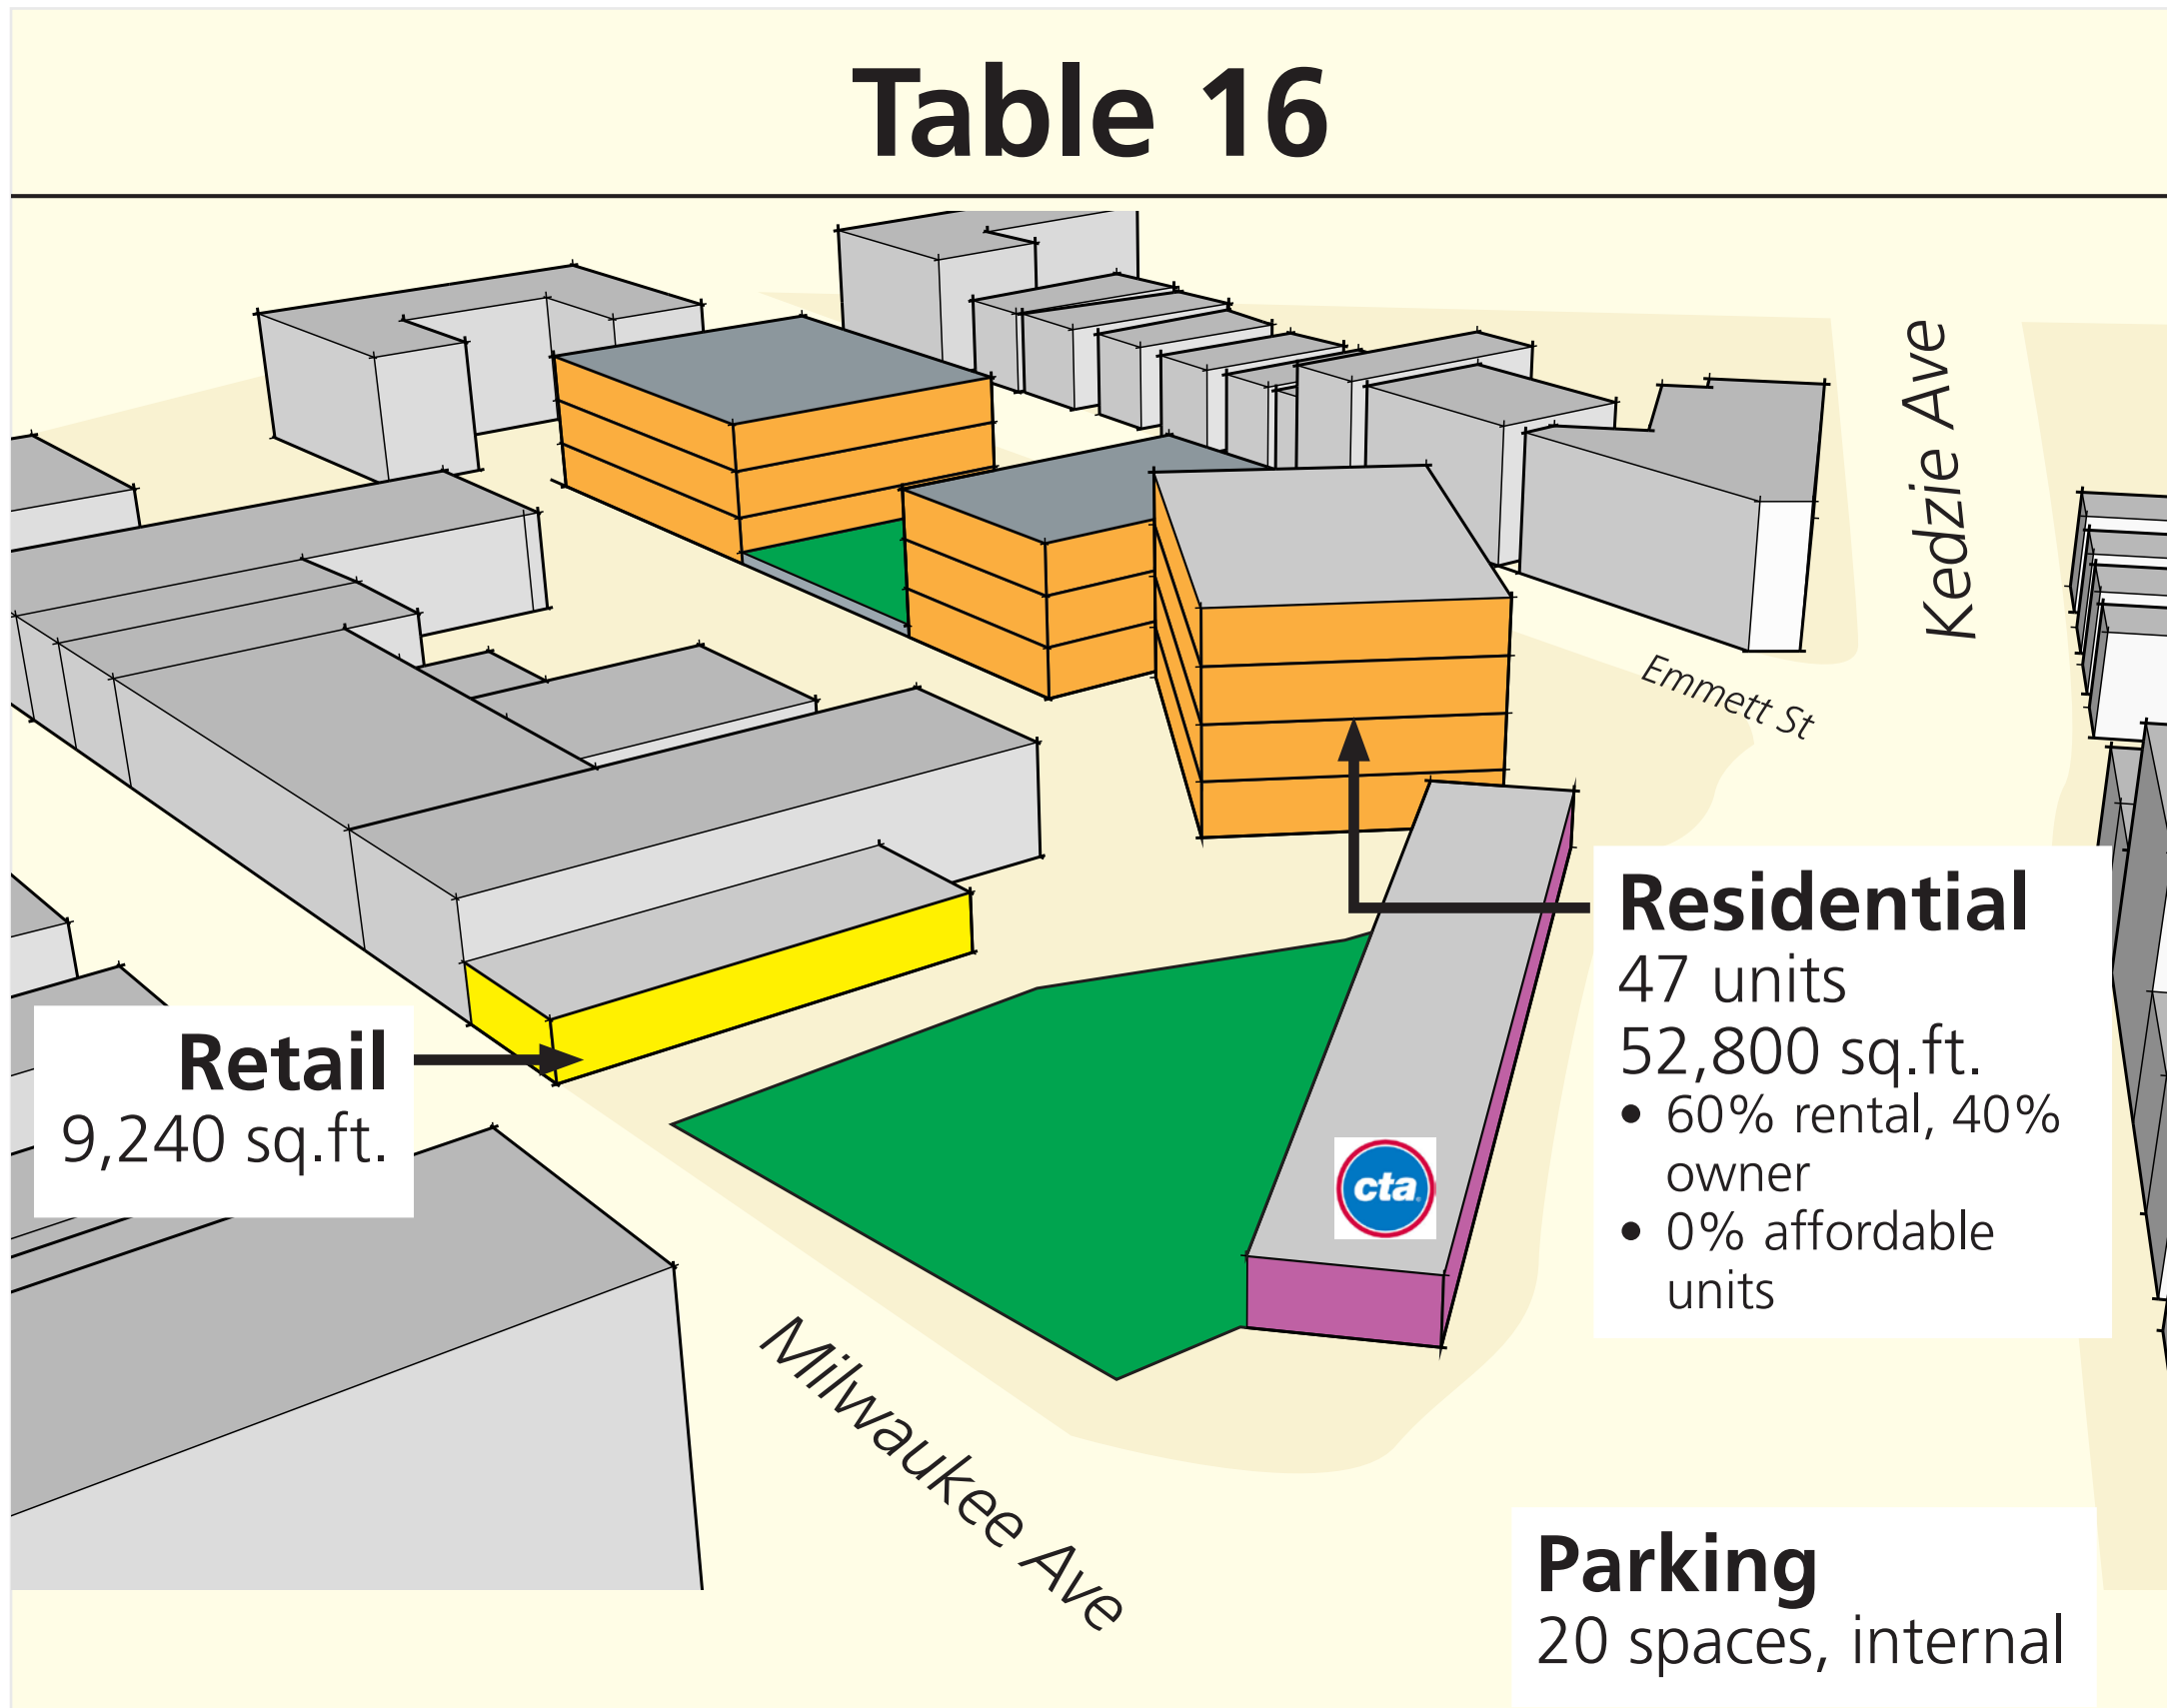 Table 16
Kedzie Ave
Emmett St
Residential
47 units
52,800 sq.ft.
• 60% rental, 40%
owner
• 0% affordable
units
Retail
9,240 sq.ft.
cta
Milwaukee Ave
Parking
20 spaces, internal